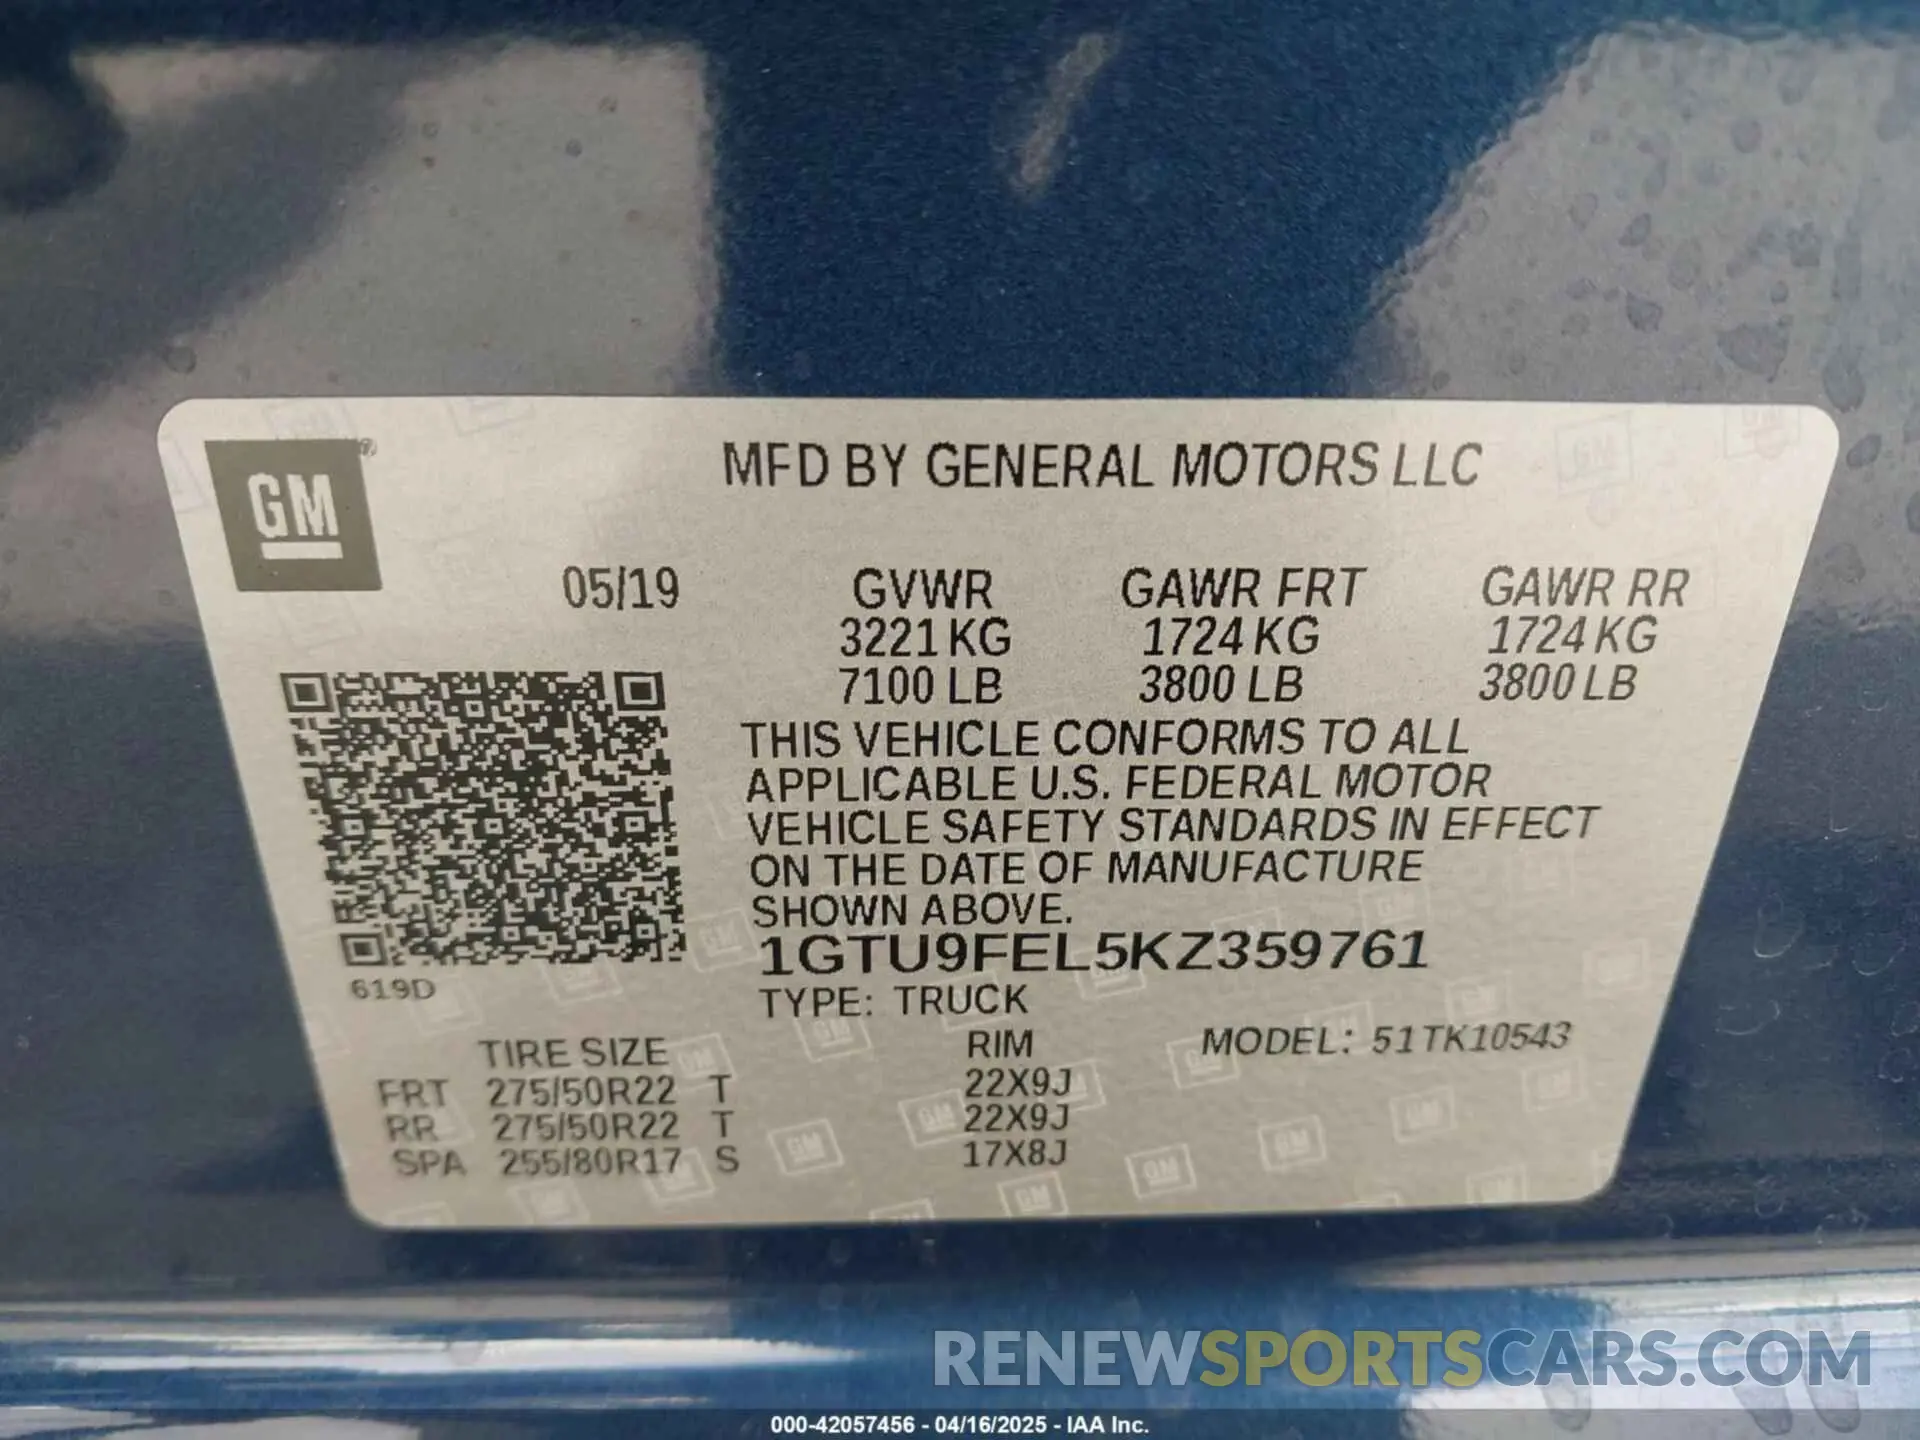 GM ®
MFD BY GENERAL MOTORS LLC
05/19 GVWR GAWR FRT GAWR RR
3221 KG 1724 KG 1724 KG
7100 LB 3800 LB 3800 LB
THIS VEHICLE CONFORMS TO ALL
APPLICABLE U.S. FEDERAL MOTOR
VEHICLE SAFETY STANDARDS IN EFFECT
ON THE DATE OF MANUFACTURE
SHOWN ABOVE.
1GTU9FEL5KZ359761
619D
TYPE: TRUCK
TIRE SIZE RIM MODEL: 51TK10543
FRT 275/50R22 T 22X9J
RR 275/50R22 T 22X9J
SPA 255/80R17 S 17X8J
RENEWSPORTSCARS.COM
000-42057456 - 04/16/2025 - IAA Inc.